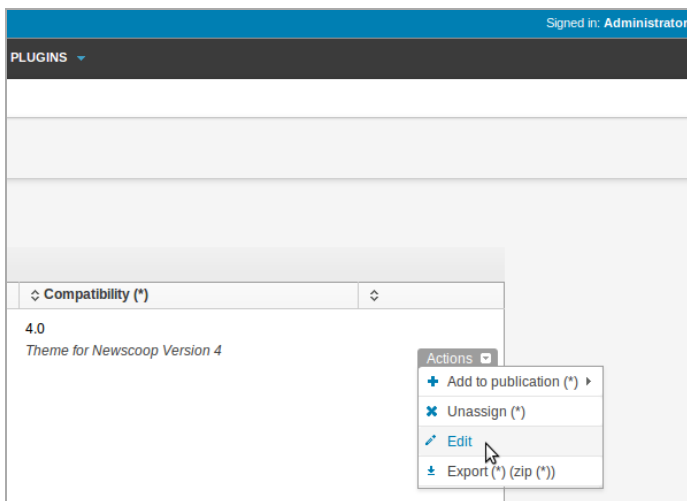 Signed in: Administrator
PLUGINS
Compatibility (*)
4.0
Theme for Newscoop Version 4
Actions
Add to publication (*)
Unassign (*)
Edit
Export (*) (zip (*))